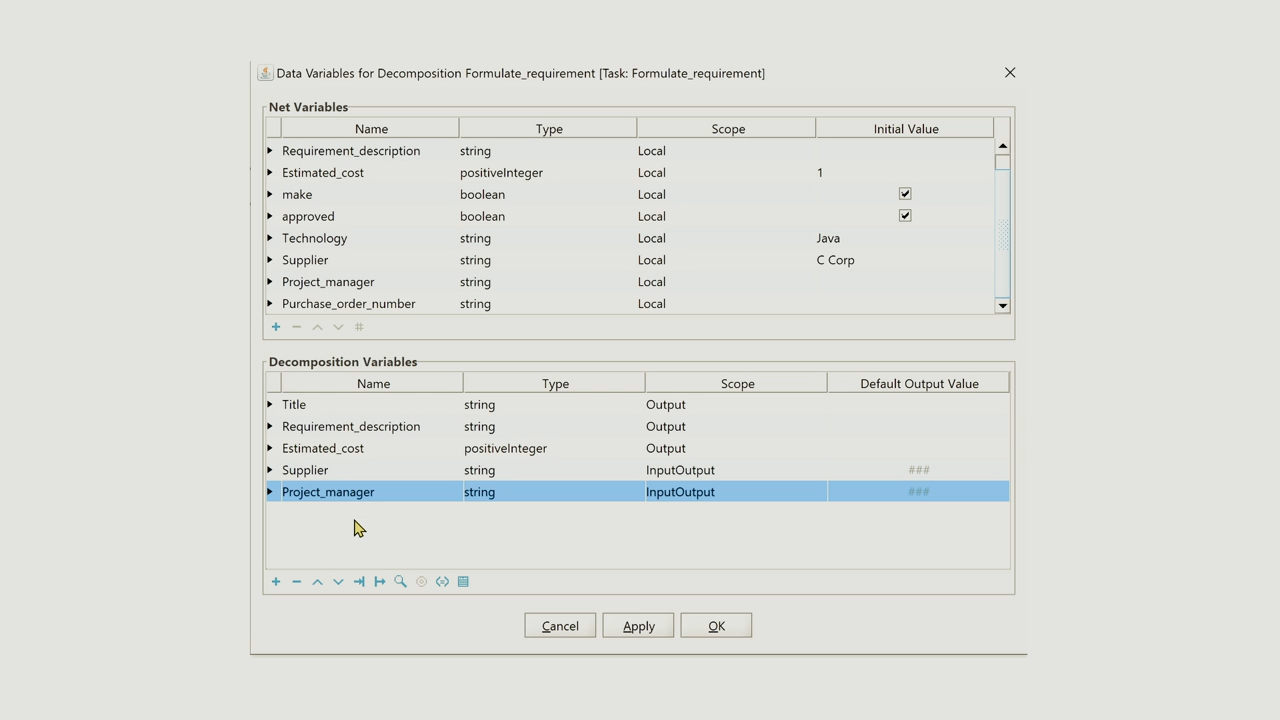 Data Variables for Decomposition Formulate_requirement [Task: Formulate_requirement]
Net Variables
Name Type Scope Initial Value
Requirement_description string Local
Estimated_cost positiveInteger Local 1
make boolean Local
approved boolean Local
Technology string Local Java
Supplier string Local C Corp
Project_manager string Local
Purchase_order_number string Local
Decomposition Variables
Name Type Scope Default Output Value
Title string Output
Requirement_description string Output
Estimated_cost positiveInteger Output
Supplier string InputOutput ###
Project_manager string InputOutput ###
Cancel Apply OK